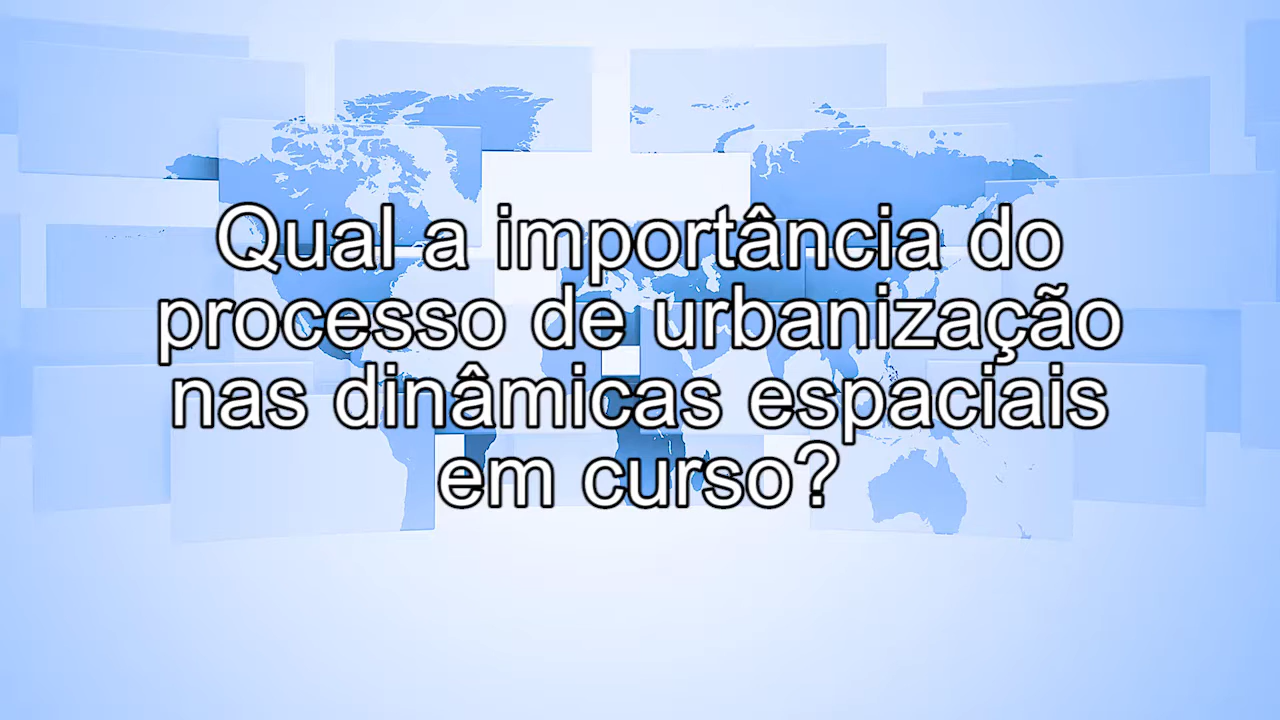 Qual a importância do
processo de urbanização
nas dinâmicas espaciais
em curso?